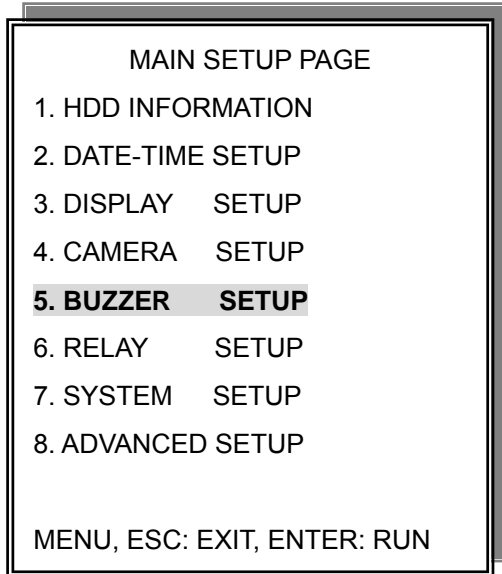 MAIN SETUP PAGE
1. HDD INFORMATION
2. DATE-TIME SETUP
3. DISPLAY SETUP
4. CAMERA SETUP
5. BUZZER SETUP
6. RELAY SETUP
7. SYSTEM SETUP
8. ADVANCED SETUP
MENU, ESC: EXIT, ENTER: RUN